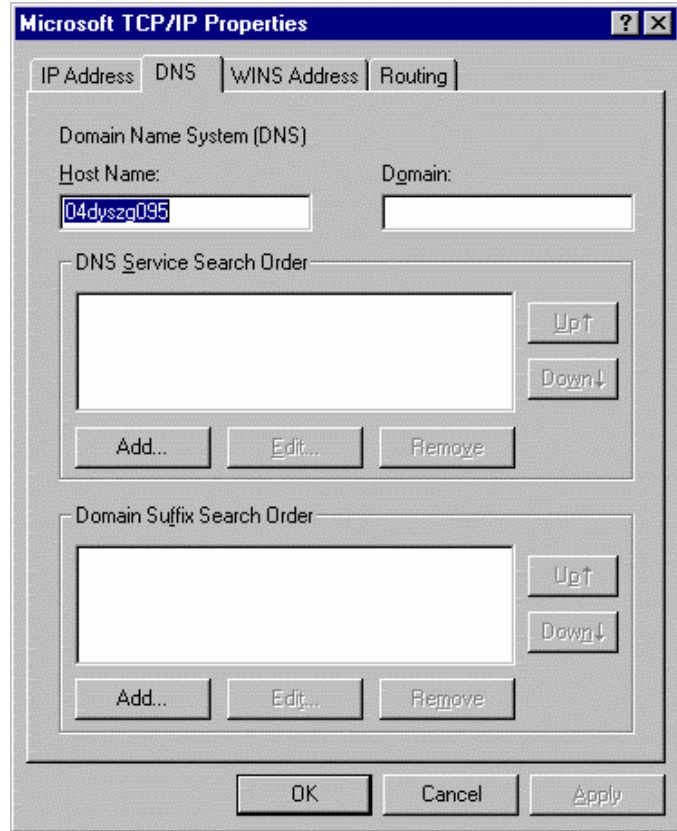 Microsoft TCP/IP Properties
? X
IP Address DNS WINS Address Routing
Domain Name System (DNS)
Host Name: Domain:
04dyszg095
DNS Service Search Order
Up↑
Down↓
Add... Edit... Remove
Domain Suffix Search Order
Up↑
Down↓
Add... Edit... Remove
OK Cancel Apply